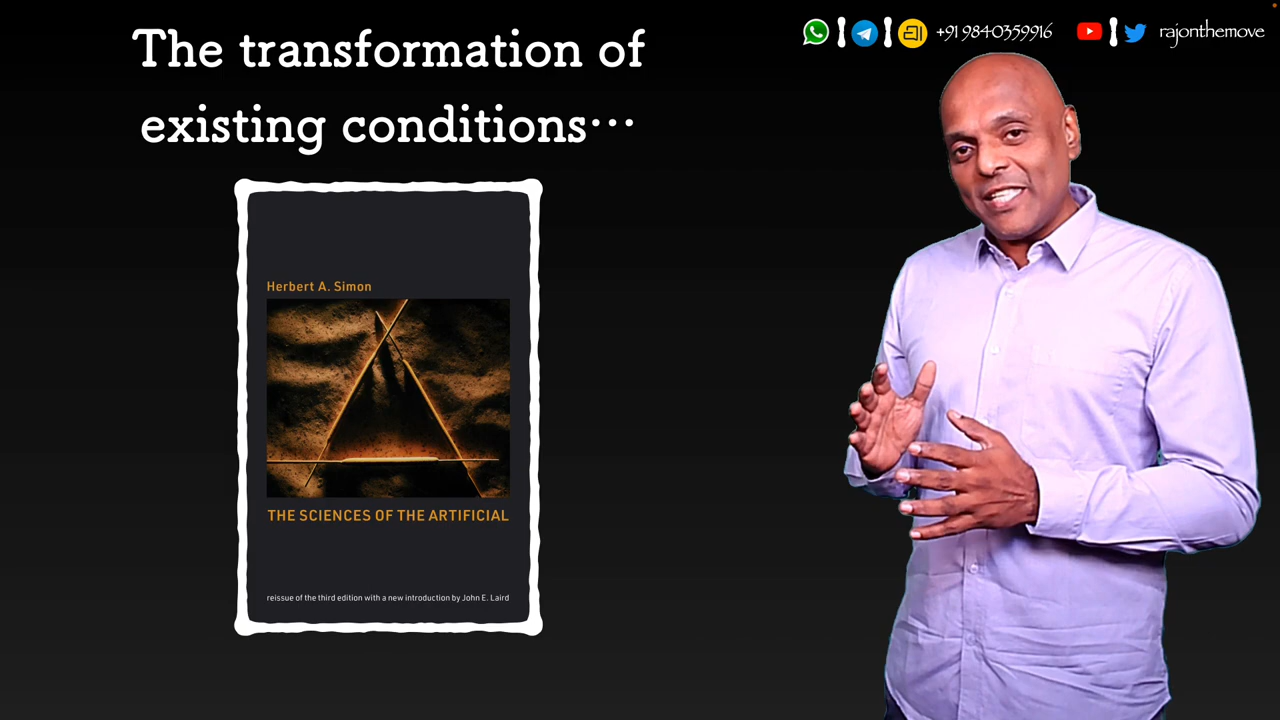 The transformation of
existing conditions…
+91 9840359916
rajonthemove
Herbert A. Simon
THE SCIENCES OF THE ARTIFICIAL
reissue of the third edition with a new introduction by John E. Laird